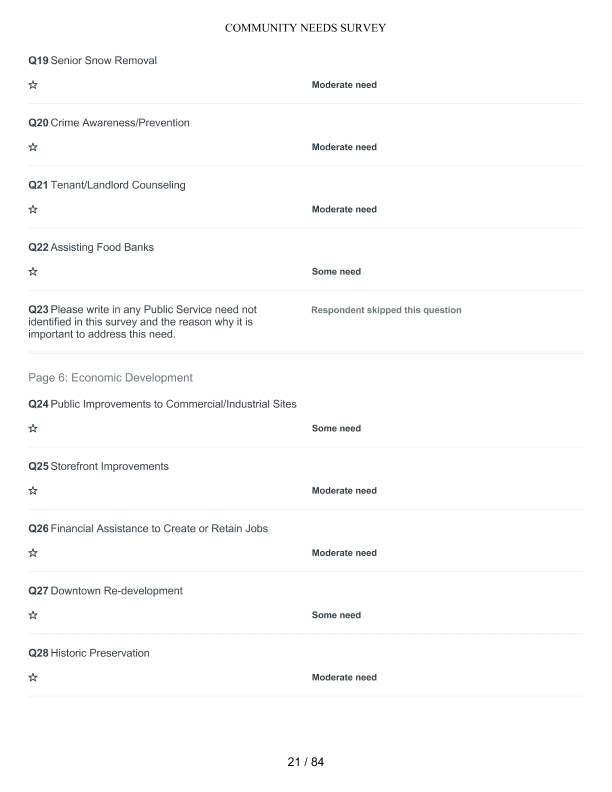 COMMUNITY NEEDS SURVEY
Q19 Senior Snow Removal
☆ Moderate need
Q20 Crime Awareness/Prevention
☆ Moderate need
Q21 Tenant/Landlord Counseling
☆ Moderate need
Q22 Assisting Food Banks
☆ Some need
Q23 Please write in any Public Service need not Respondent skipped this question
identified in this survey and the reason why it is
important to address this need.
Page 6: Economic Development
Q24 Public Improvements to Commercial/Industrial Sites
☆ Some need
Q25 Storefront Improvements
☆ Moderate need
Q26 Financial Assistance to Create or Retain Jobs
☆ Moderate need
Q27 Downtown Re-development
☆ Some need
Q28 Historic Preservation
☆ Moderate need
21 / 84